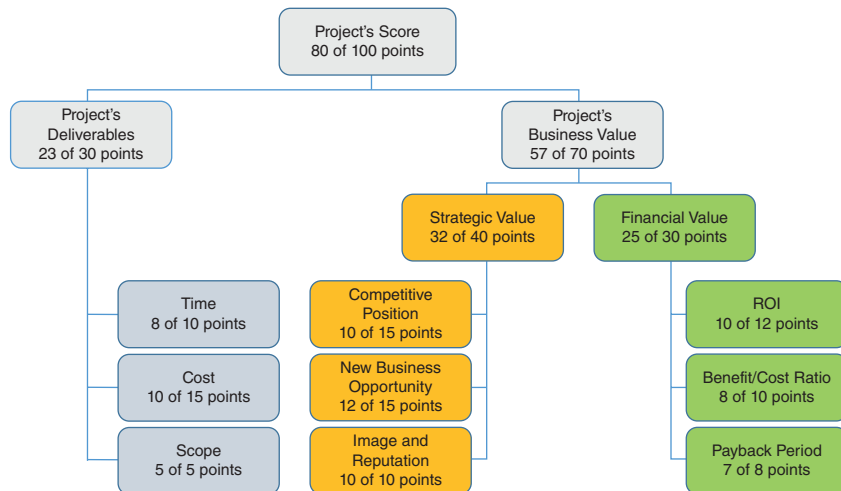 Project's Score
80 of 100 points
Project's
Deliverables
23 of 30 points
Project's
Business Value
57 of 70 points
Strategic Value
32 of 40 points
Financial Value
25 of 30 points
Time
8 of 10 points
Cost
10 of 15 points
Scope
5 of 5 points
Competitive
Position
10 of 15 points
New Business
Opportunity
12 of 15 points
Image and
Reputation
10 of 10 points
ROI
10 of 12 points
Benefit/Cost Ratio
8 of 10 points
Payback Period
7 of 8 points